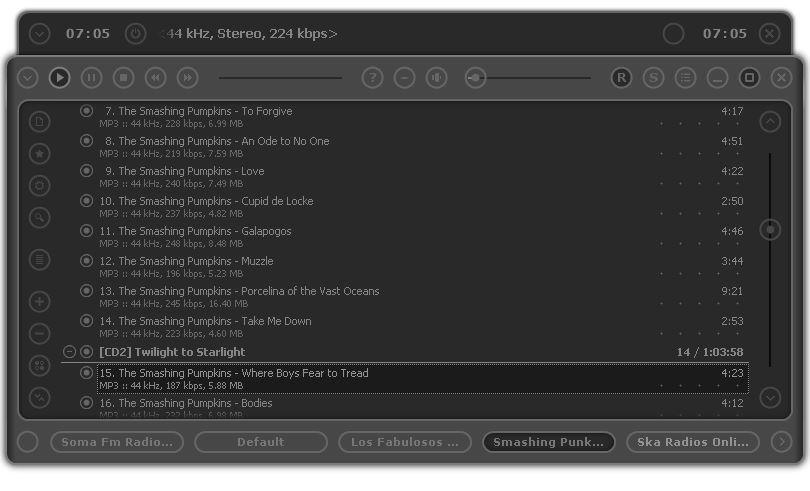 07:05 <44 kHz, Stereo, 224 kbps> 07:05
? R S
7. The Smashing Pumpkins - To Forgive 4:17
MP3 :: 44 kHz, 228 kbps, 6.99 MB
8. The Smashing Pumpkins - An Ode to No One 4:51
MP3 :: 44 kHz, 219 kbps, 7.59 MB
9. The Smashing Pumpkins - Love 4:22
MP3 :: 44 kHz, 240 kbps, 7.49 MB
10. The Smashing Pumpkins - Cupid de Locke 2:50
MP3 :: 44 kHz, 237 kbps, 4.82 MB
11. The Smashing Pumpkins - Galapogos 4:46
MP3 :: 44 kHz, 248 kbps, 8.48 MB
12. The Smashing Pumpkins - Muzzle 3:44
MP3 :: 44 kHz, 196 kbps, 5.23 MB
13. The Smashing Pumpkins - Porcelina of the Vast Oceans 9:21
MP3 :: 44 kHz, 245 kbps, 16.40 MB
14. The Smashing Pumpkins - Take Me Down 2:53
MP3 :: 44 kHz, 223 kbps, 4.60 MB
[CD2] Twilight to Starlight 14 / 1:03:58
15. The Smashing Pumpkins - Where Boys Fear to Tread 4:23
MP3 :: 44 kHz, 187 kbps, 5.88 MB
16. The Smashing Pumpkins - Bodies 4:12
MP3 :: 44 kHz, 232 kbps, 6.98 MB
Soma Fm Radio... Default Los Fabulosos ... Smashing Punk... Ska Radios Onli...